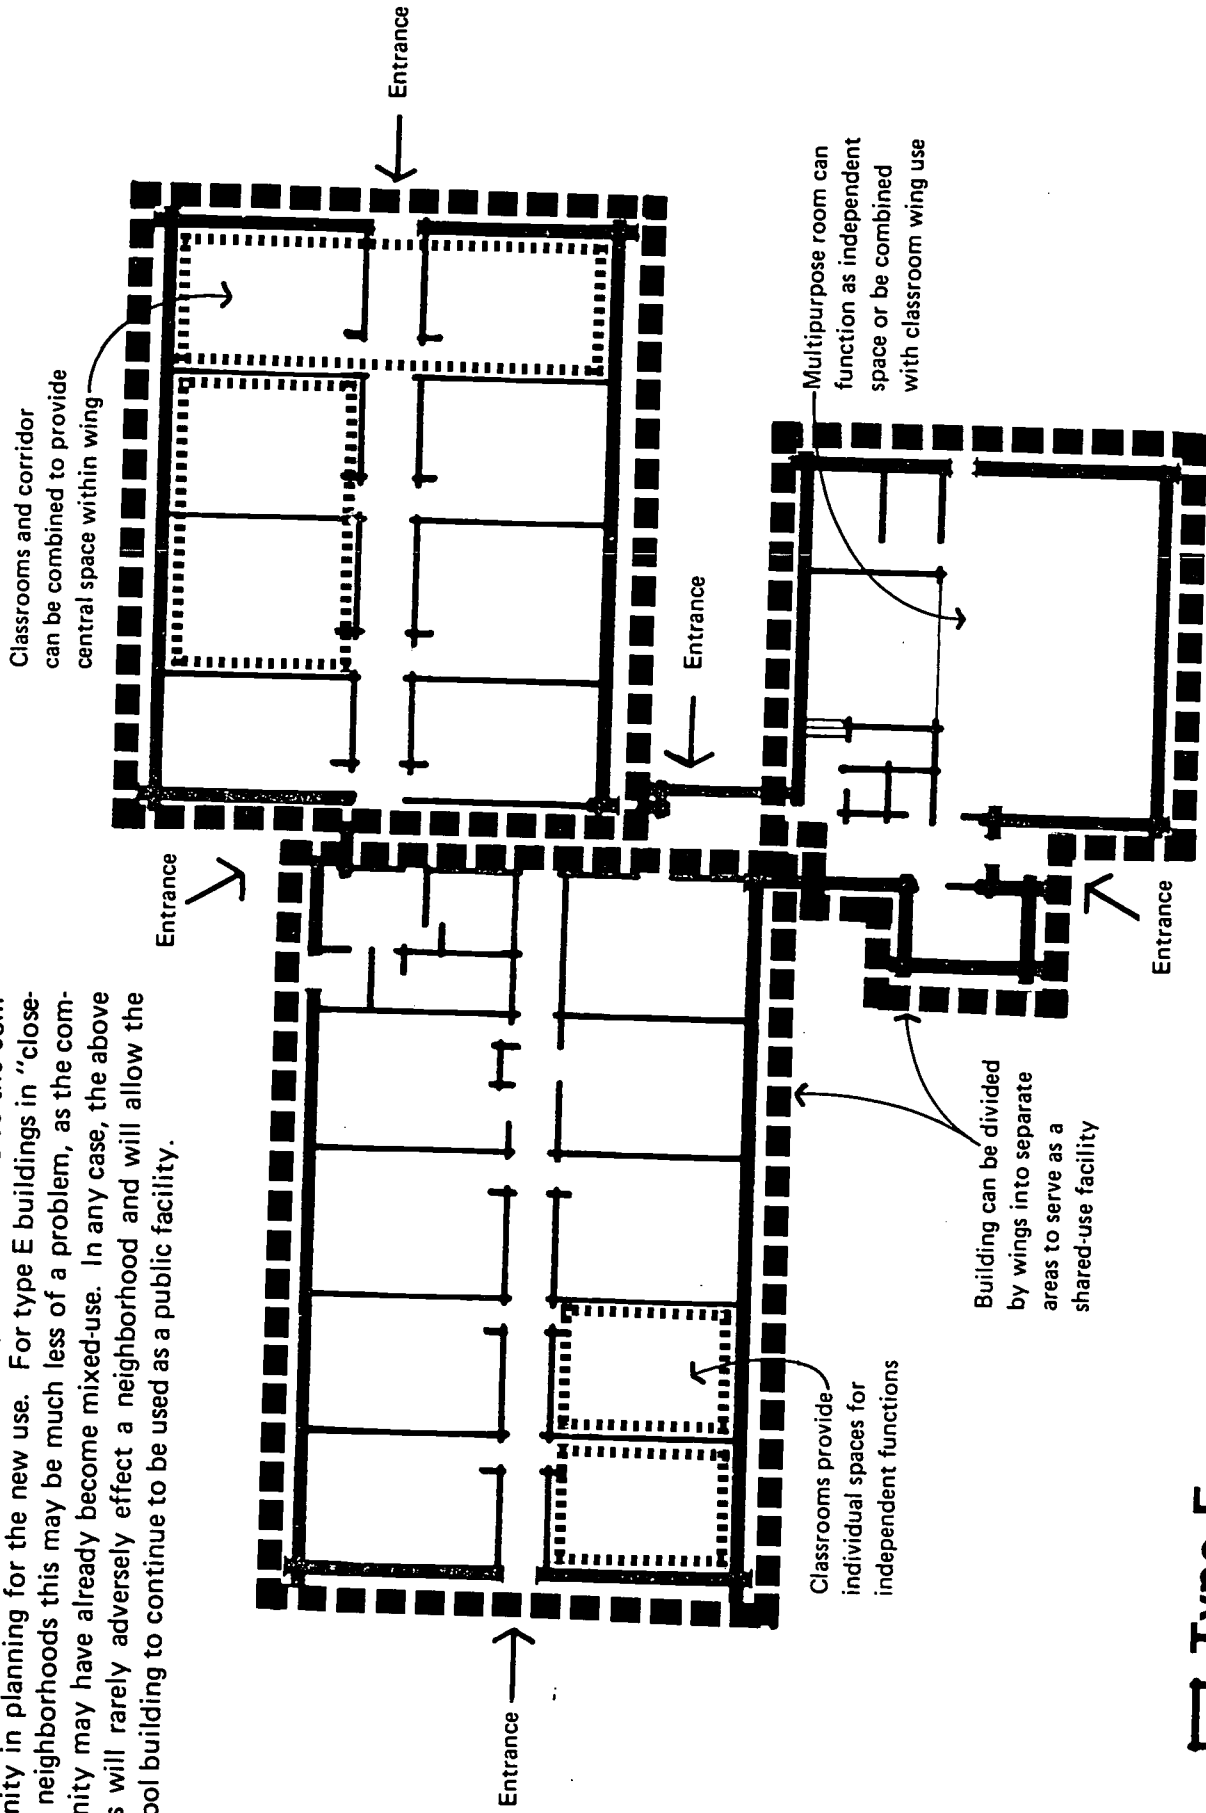 nity in planning for the new use. For type E buildings in "close-
neighborhoods this may be much less of a problem, as the com-
nity may have already become mixed-use. In any case, the above
s will rarely adversely effect a neighborhood and will allow the
ool building to continue to be used as a public facility.
Classrooms and corridor
can be combined to provide
central space within wing
Entrance
Entrance
Entrance
Multipurpose room can
function as independent
space or be combined
with classroom wing use
Entrance
Entrance
Building can be divided
by wings into separate
areas to serve as a
shared-use facility
Classrooms provide
individual spaces for
independent functions
Type E